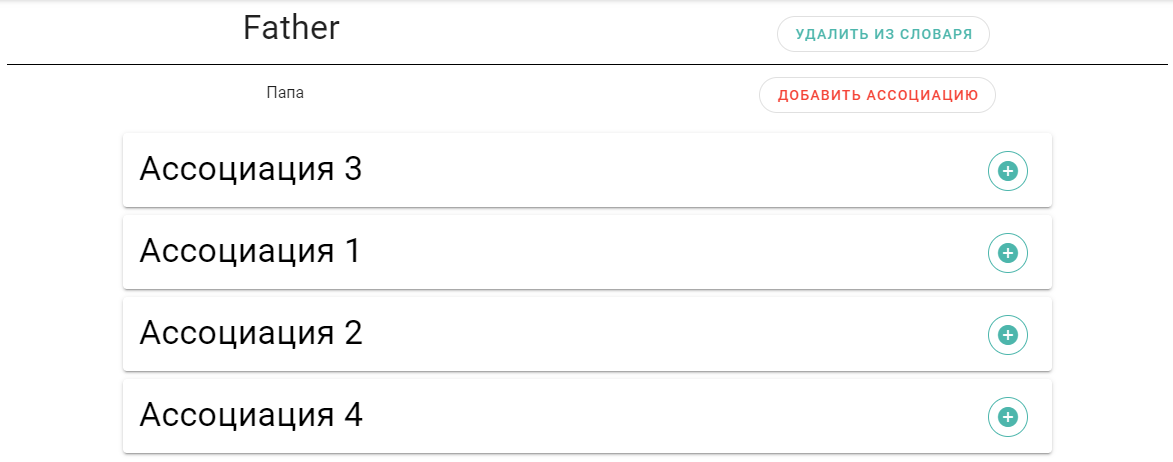 Father
УДАЛИТЬ ИЗ СЛОВАРЯ
Папа
ДОБАВИТЬ АССОЦИАЦИЮ
Ассоциация 3
Ассоциация 1
Ассоциация 2
Ассоциация 4